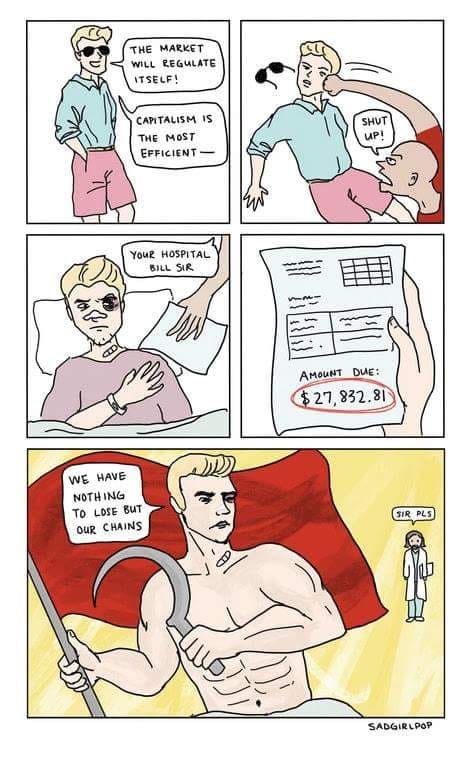 THE MARKET
WILL REGULATE
ITSELF!
CAPITALISM IS
THE MOST
EFFICIENT—
SHUT
UP!
YOUR HOSPITAL
BILL SIR
AMOUNT DUE:
$27,832.81
WE HAVE
NOTHING
TO LOSE BUT
OUR CHAINS
SIR PLS
SADGIRLPOP